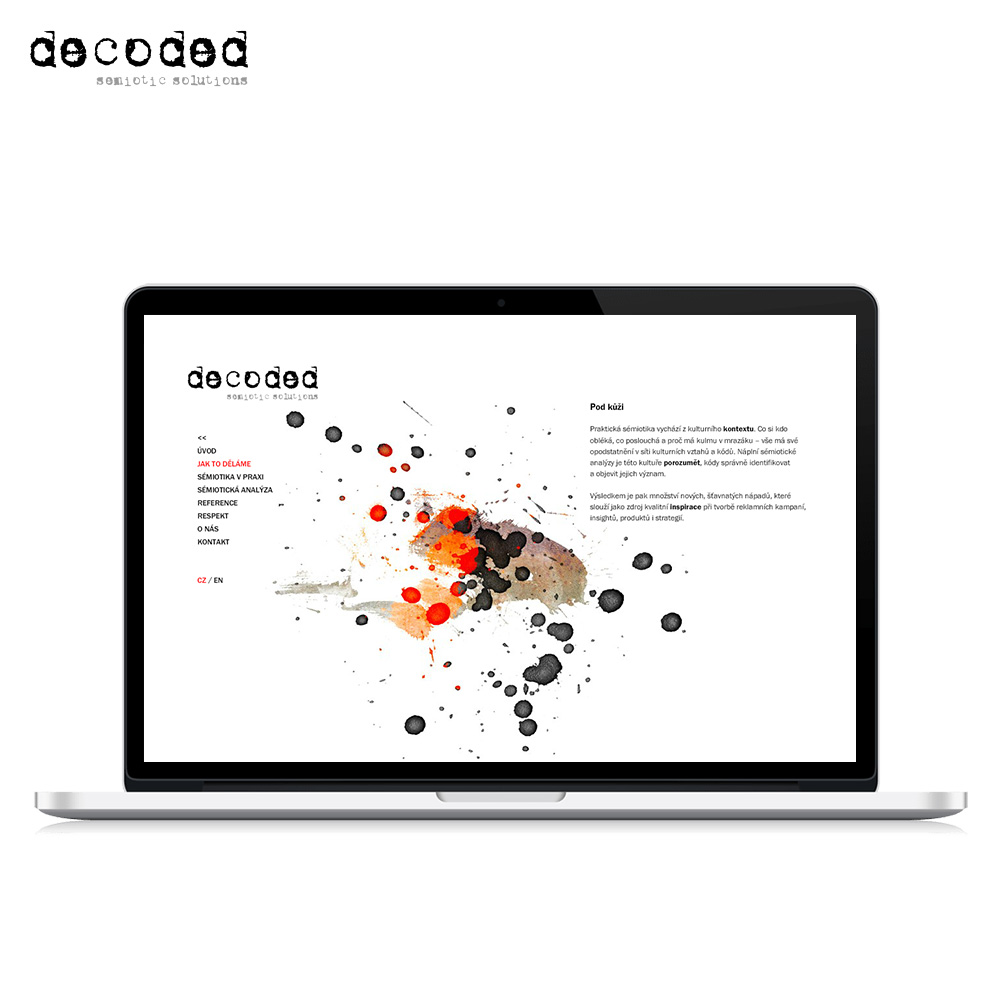 decoded
semiotic solutions
decoded
semiotic solutions
<<
ÚVOD
JAK TO DĚLÁME
SÉMIOTIKA V PRAXI
SÉMIOTICKÁ ANALÝZA
REFERENCE
RESPEKT
O NÁS
KONTAKT
CZ / EN
Pod kůži
Praktická sémiotika vychází z kulturního kontextu. Co si kdo
obléká, co poslouchá a proč má kulmu v mrazáku – vše má své
opodstatnění v síti kulturních vztahů a kódů. Náplní sémiotické
analýzy je této kultuře porozumět, kódy správně identifikovat
a objevit jejich význam.
Výsledkem je pak množství nových, šťavnatých nápadů, které
slouží jako zdroj kvalitní inspirace při tvorbě reklamních kampaní,
insightů, produktů i strategií.